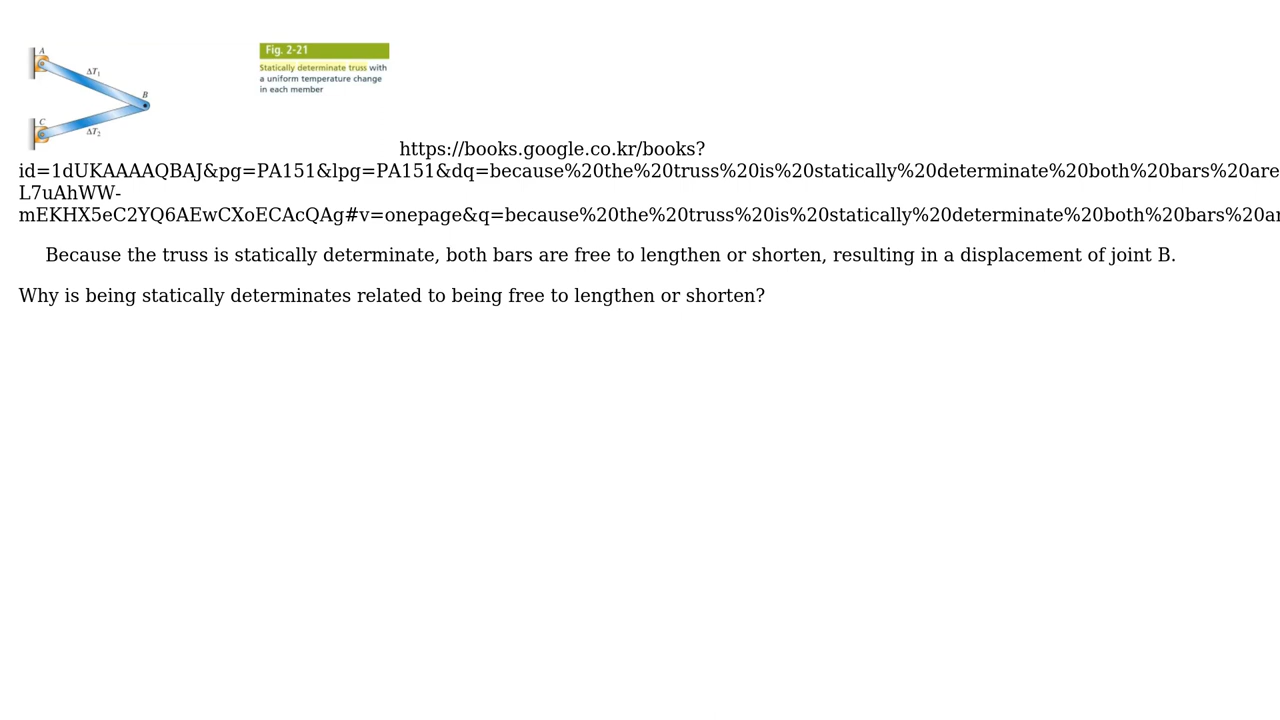 Fig. 2-21
A
Statically determinate truss with
ΔT1
a uniform temperature change
in each member
B
C
ΔT2
https://books.google.co.kr/books?
id=1dUKAAAAQBAJ&pg=PA151&lpg=PA151&dq=because%20the%20truss%20is%20statically%20determinate%20both%20bars%20are
L7uAhWW-
mEKHX5eC2YQ6AEwCXoECAcQAg#v=onepage&q=because%20the%20truss%20is%20statically%20determinate%20both%20bars%20ar
Because the truss is statically determinate, both bars are free to lengthen or shorten, resulting in a displacement of joint B.
Why is being statically determinates related to being free to lengthen or shorten?